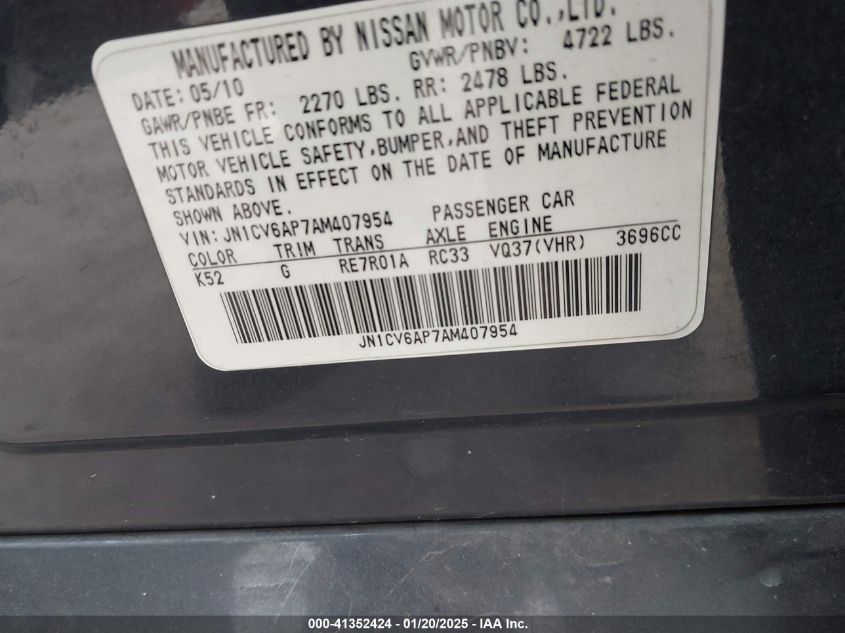 MANUFACTURED BY NISSAN MOTOR CO.,LTD.
DATE: 05/10 GVWR/PNBV: 4722 LBS.
GAWR/PNBE FR: 2270 LBS. RR: 2478 LBS.
THIS VEHICLE CONFORMS TO ALL APPLICABLE FEDERAL
MOTOR VEHICLE SAFETY,BUMPER,AND THEFT PREVENTION
STANDARDS IN EFFECT ON THE DATE OF MANUFACTURE
SHOWN ABOVE.
VIN: JN1CV6AP7AM407954 PASSENGER CAR
COLOR TRIM TRANS AXLE ENGINE
K52 G RE7R01A RC33 VQ37(VHR) 3696CC
JN1CV6AP7AM407954
000-41352424 - 01/20/2025 - IAA Inc.